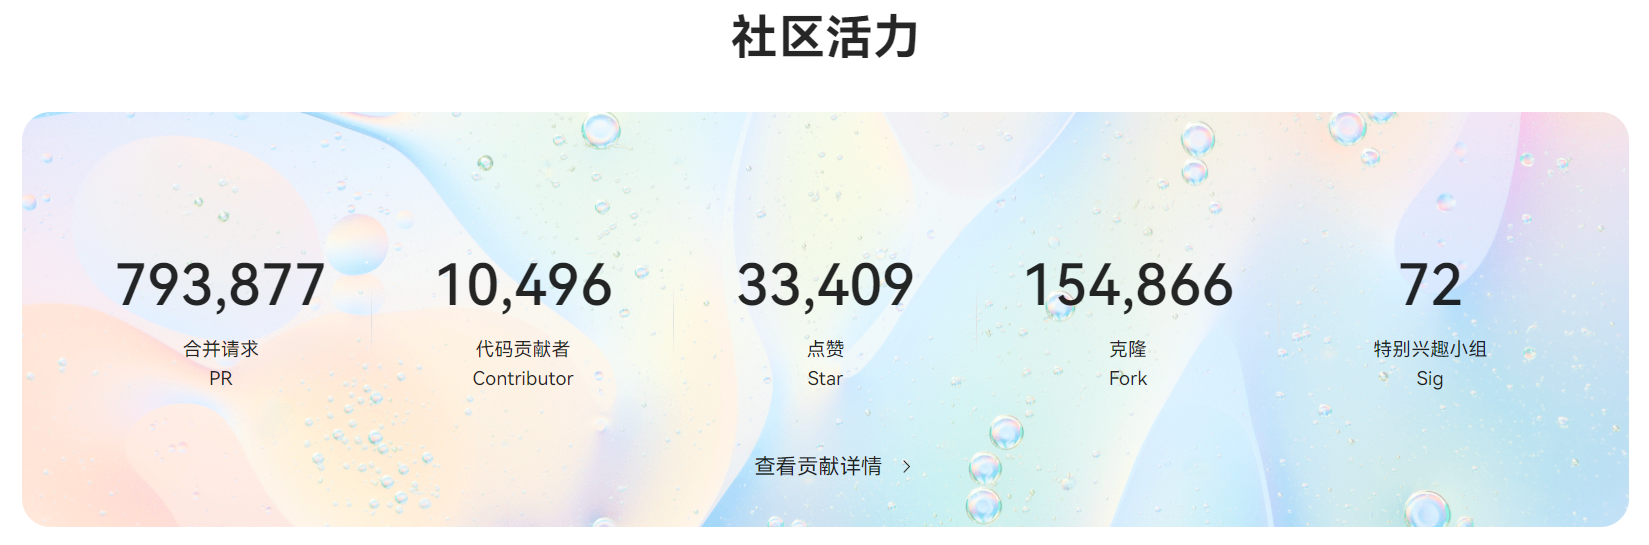 社区活力
793,877
合并请求
PR
10,496
代码贡献者
Contributor
33,409
点赞
Star
154,866
克隆
Fork
72
特别兴趣小组
Sig
查看贡献详情 >